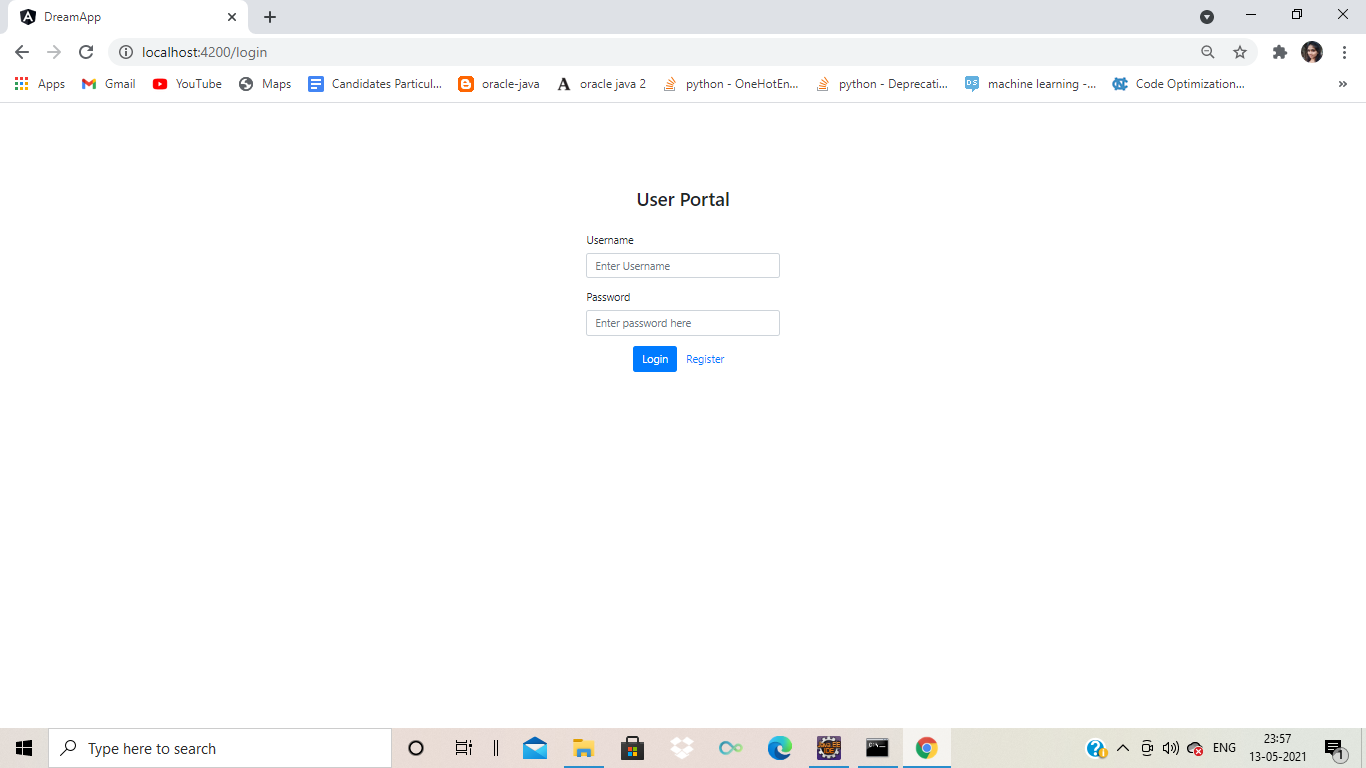 DreamApp
localhost:4200/login
Apps Gmail YouTube Maps Candidates Particul... oracle-java A oracle java 2 python - OneHotEn... python - Deprecati... DS machine learning -... Code Optimization...
User Portal
Username
Enter Username
Password
Enter password here
Login Register
Type here to search
ENG
23:57
13-05-2021
1